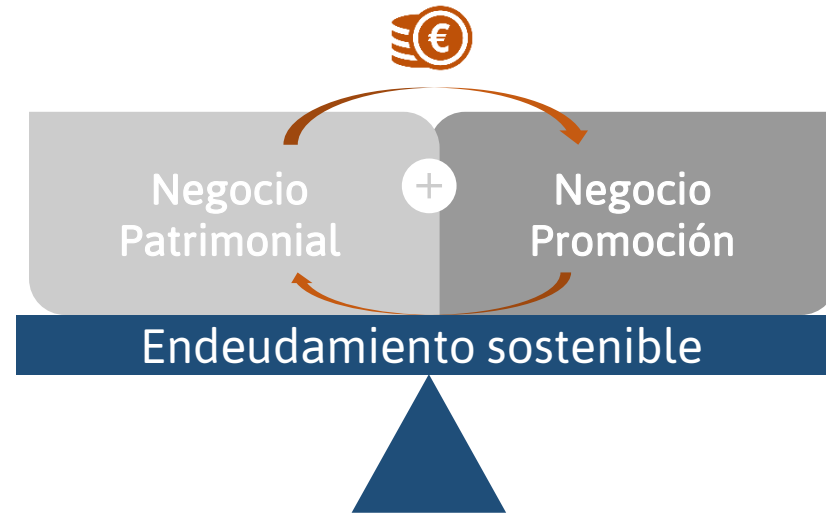 €
Negocio
Patrimonial
+
Negocio
Promoción
Endeudamiento sostenible